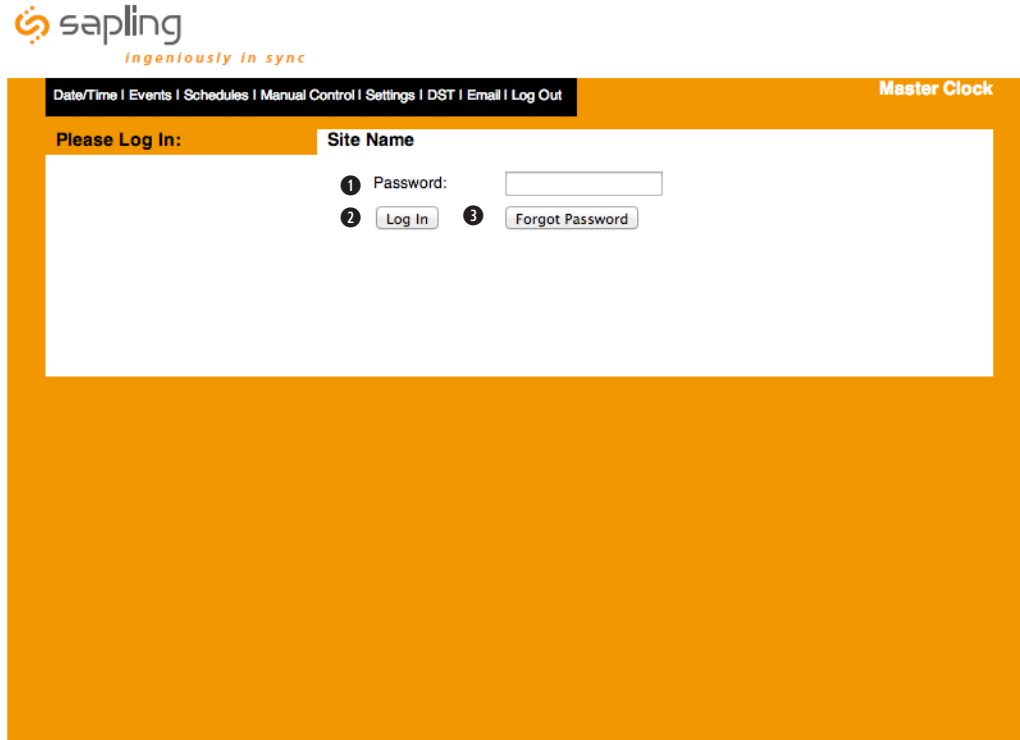 sapling
ingeniously in sync
Date/Time | Events | Schedules | Manual Control | Settings | DST | Email | Log Out
Master Clock
Please Log In:
Site Name
1 Password:
2 Log In 3 Forgot Password